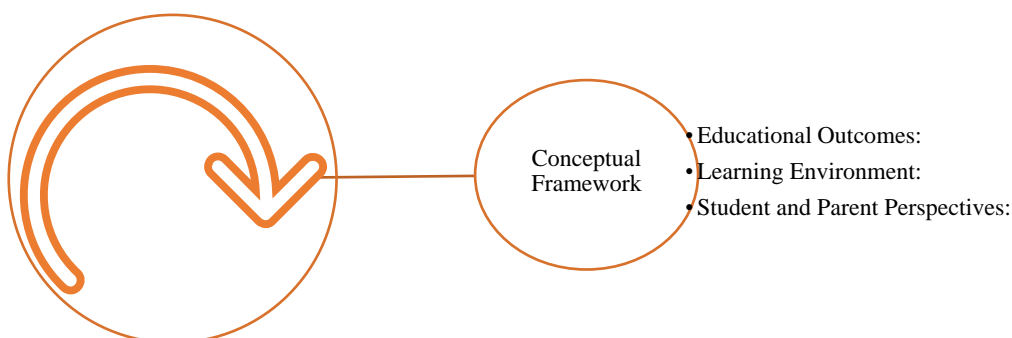 Conceptual
Framework
• Educational Outcomes:
• Learning Environment:
• Student and Parent Perspectives: